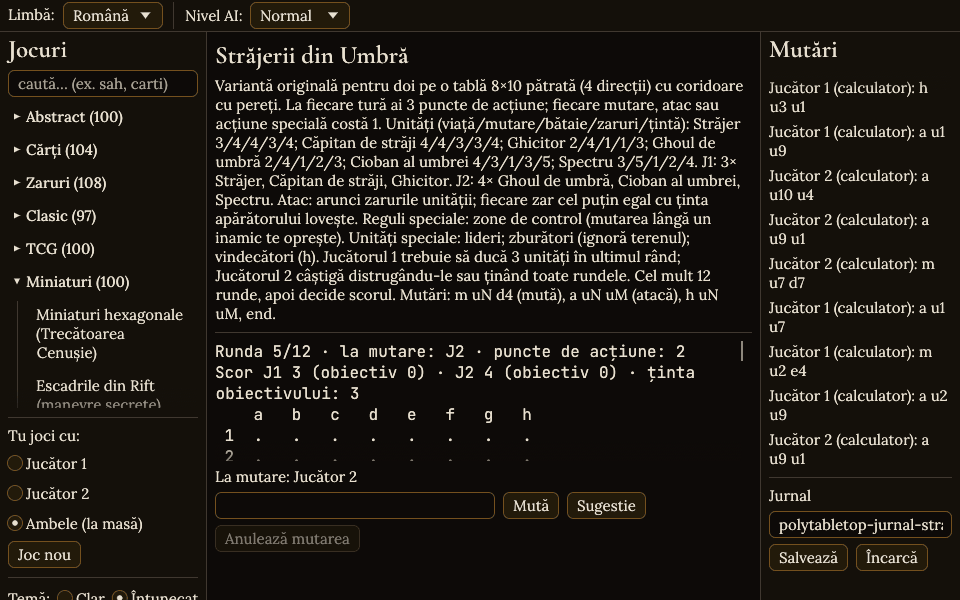 Limbă: Română ▼ Nivel AI: Normal ▼
Jocuri
caută... (ex. sah, carti)
▸ Abstract (100)
▸ Cărți (104)
▸ Zaruri (108)
▸ Clasic (97)
▸ TCG (100)
▾ Miniaturi (100)
Miniaturi hexagonale
(Trecătoarea
Cenușie)
Escadrile din Rift
(manevre secrete)
Tu joci cu:
Jucător 1
Jucător 2
Ambele (la masă)
Joc nou
Temă: Clar Întunecat
Străjerii din Umbră
Variantă originală pentru doi pe o tablă 8×10 pătrată (4 direcții) cu coridoare
cu pereți. La fiecare tură ai 3 puncte de acțiune; fiecare mutare, atac sau
acțiune specială costă 1. Unități (viață/mutare/bătaie/zaruri/țintă): Străjer
3/4/4/3/4; Căpitan de străji 4/4/3/3/4; Ghicitor 2/4/1/1/3; Ghoul de
umbră 2/4/1/2/3; Cioban al umbrei 4/3/1/3/5; Spectru 3/5/1/2/4. J1: 3×
Străjer, Căpitan de străji, Ghicitor. J2: 4× Ghoul de umbră, Cioban al umbrei,
Spectru. Atac: arunci zarurile unității; fiecare zar cel puțin egal cu ținta
apărătorului lovește. Reguli speciale: zone de control (mutarea lângă un
inamic te oprește). Unități speciale: lideri; zburători (ignoră terenul);
vindecători (h). Jucătorul 1 trebuie să ducă 3 unități în ultimul rând;
Jucătorul 2 câștigă distrugându-le sau ținând toate rundele. Cel mult 12
runde, apoi decide scorul. Mutări: m uN d4 (mută), a uN uM (atacă), h uN
uM, end.
Runda 5/12 · la mutare: J2 · puncte de acțiune: 2
Scor J1 3 (obiectiv 0) · J2 4 (obiectiv 0) · ținta
obiectivului: 3
a b c d e f g h
1 . . . . . . . .
2 . . . . . . . .
La mutare: Jucător 2
Mută Sugestie
Anulează mutarea
Mutări
Jucător 1 (calculator): h
u3 u1
Jucător 1 (calculator): a u1
u9
Jucător 2 (calculator): a
u10 u4
Jucător 2 (calculator): a
u9 u1
Jucător 2 (calculator): m
u7 d7
Jucător 1 (calculator): a u1
u7
Jucător 1 (calculator): m
u2 e4
Jucător 1 (calculator): a u2
u9
Jucător 2 (calculator): a
u9 u1
Jurnal
polytabletop-jurnal-stra
Salvează Încarcă